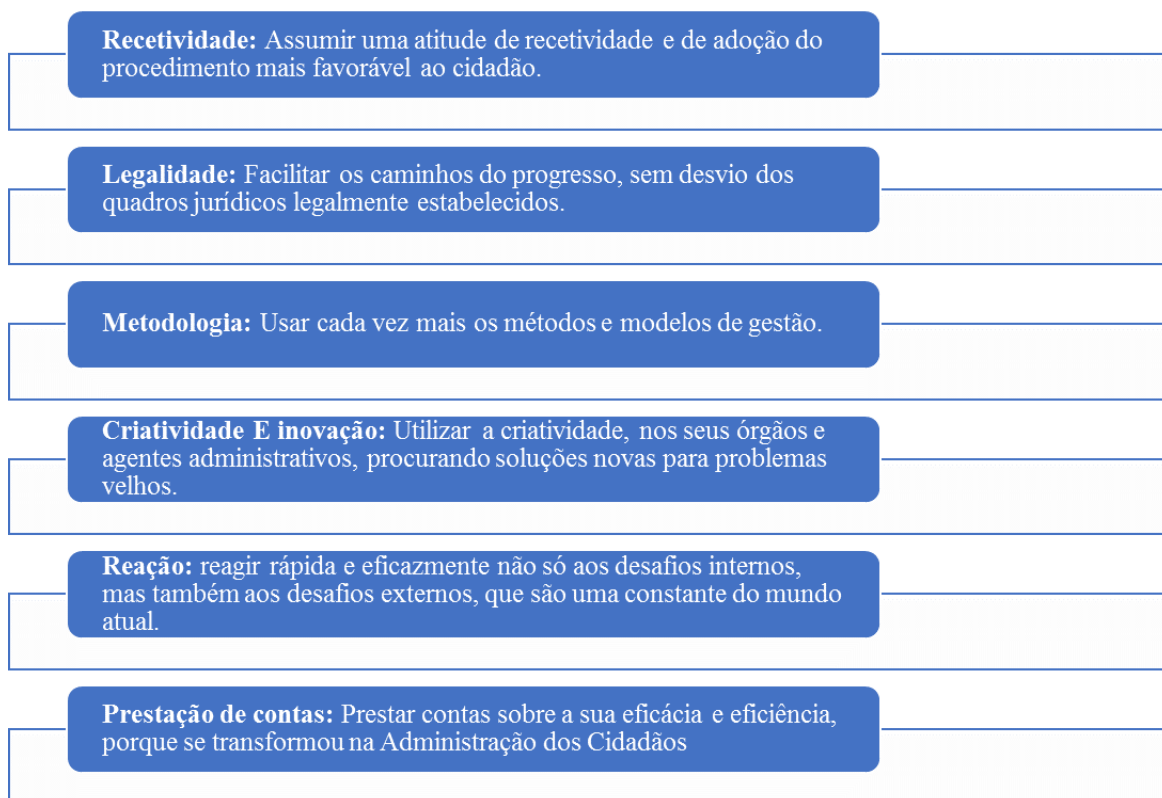 Recetividade: Assumir uma atitude de recetividade e de adoção do
procedimento mais favorável ao cidadão.
Legalidade: Facilitar os caminhos do progresso, sem desvio dos
quadros jurídicos legalmente estabelecidos.
Metodologia: Usar cada vez mais os métodos e modelos de gestão.
Criatividade E inovação: Utilizar a criatividade, nos seus órgãos e
agentes administrativos, procurando soluções novas para problemas
velhos.
Reação: reagir rápida e eficazmente não só aos desafios internos,
mas também aos desafios externos, que são uma constante do mundo
atual.
Prestação de contas: Prestar contas sobre a sua eficácia e eficiência,
porque se transformou na Administração dos Cidadãos